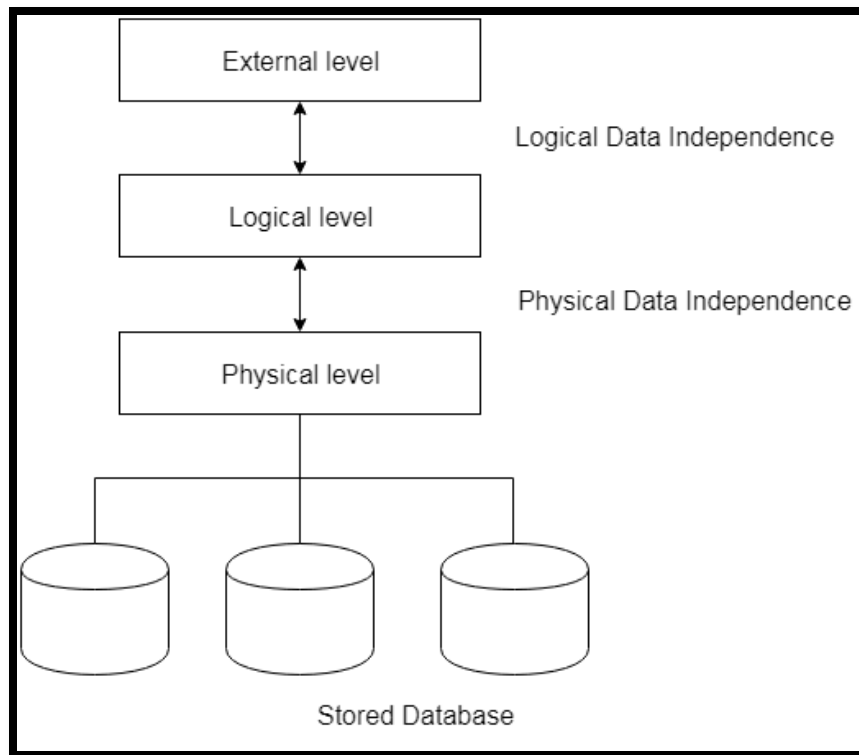 External level
Logical Data Independence
Logical level
Physical Data Independence
Physical level
Stored Database